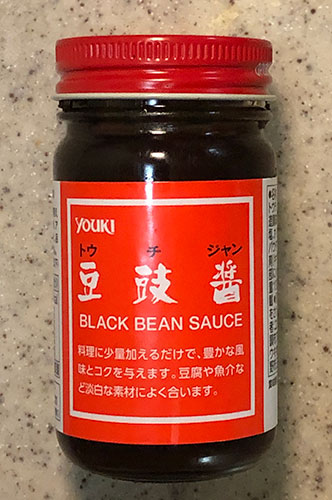 YOUKI
トウ チ ジャン
豆豉醤
BLACK BEAN SAUCE
料理に少量加えるだけで、豊かな風
味とコクを与えます。豆腐や魚介な
ど淡白な素材によく合います。